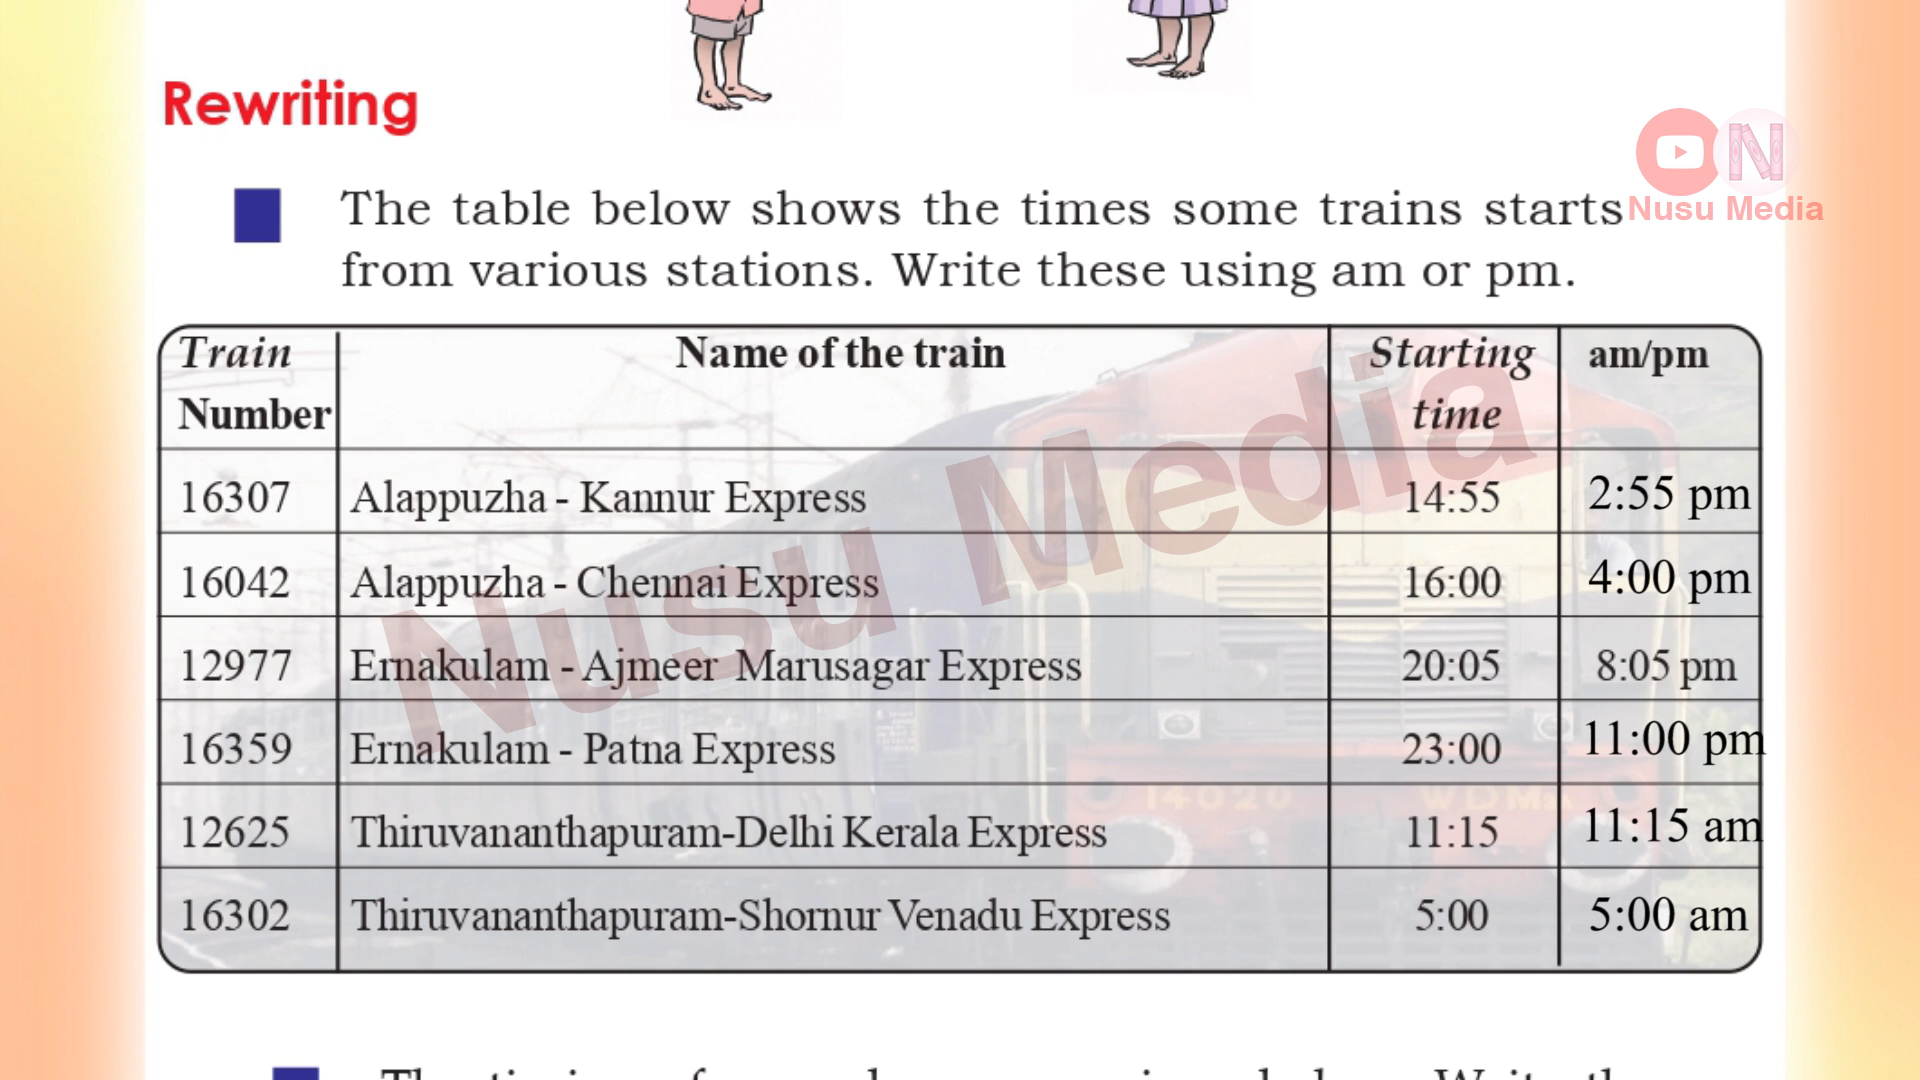 Rewriting
Nusu Media
The table below shows the times some trains starts
from various stations. Write these using am or pm.
Train Number | Name of the train | Starting time | am/pm
16307 | Alappuzha - Kannur Express | 14:55 | 2:55 pm
16042 | Alappuzha - Chennai Express | 16:00 | 4:00 pm
12977 | Ernakulam - Ajmeer Marusagar Express | 20:05 | 8:05 pm
16359 | Ernakulam - Patna Express | 23:00 | 11:00 pm
12625 | Thiruvananthapuram-Delhi Kerala Express | 11:15 | 11:15 am
16302 | Thiruvananthapuram-Shornur Venadu Express | 5:00 | 5:00 am
Nusu Media
14020 WDM